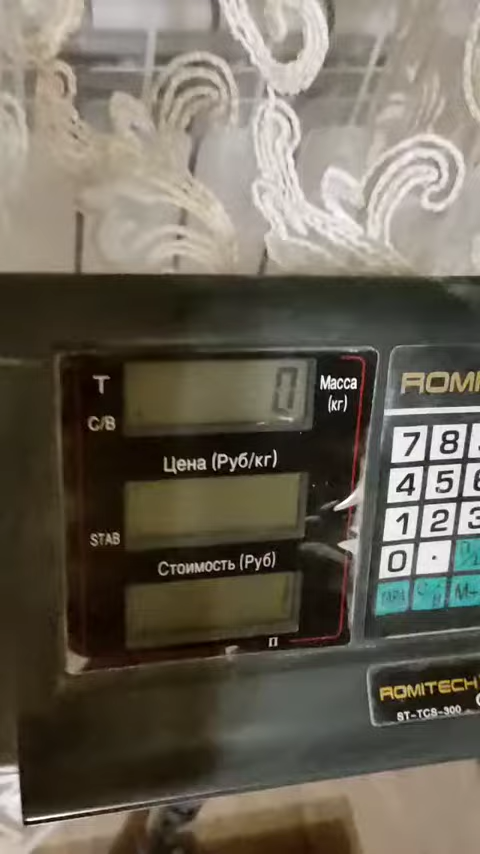 T
0
Масса
(кг)
С/В
Цена (Руб/кг)
STAB
Стоимость (Руб)
П
ROMI
7 8
4 5 6
1 2 3
0 .
M+
ROMITECH
ST-TCS-300